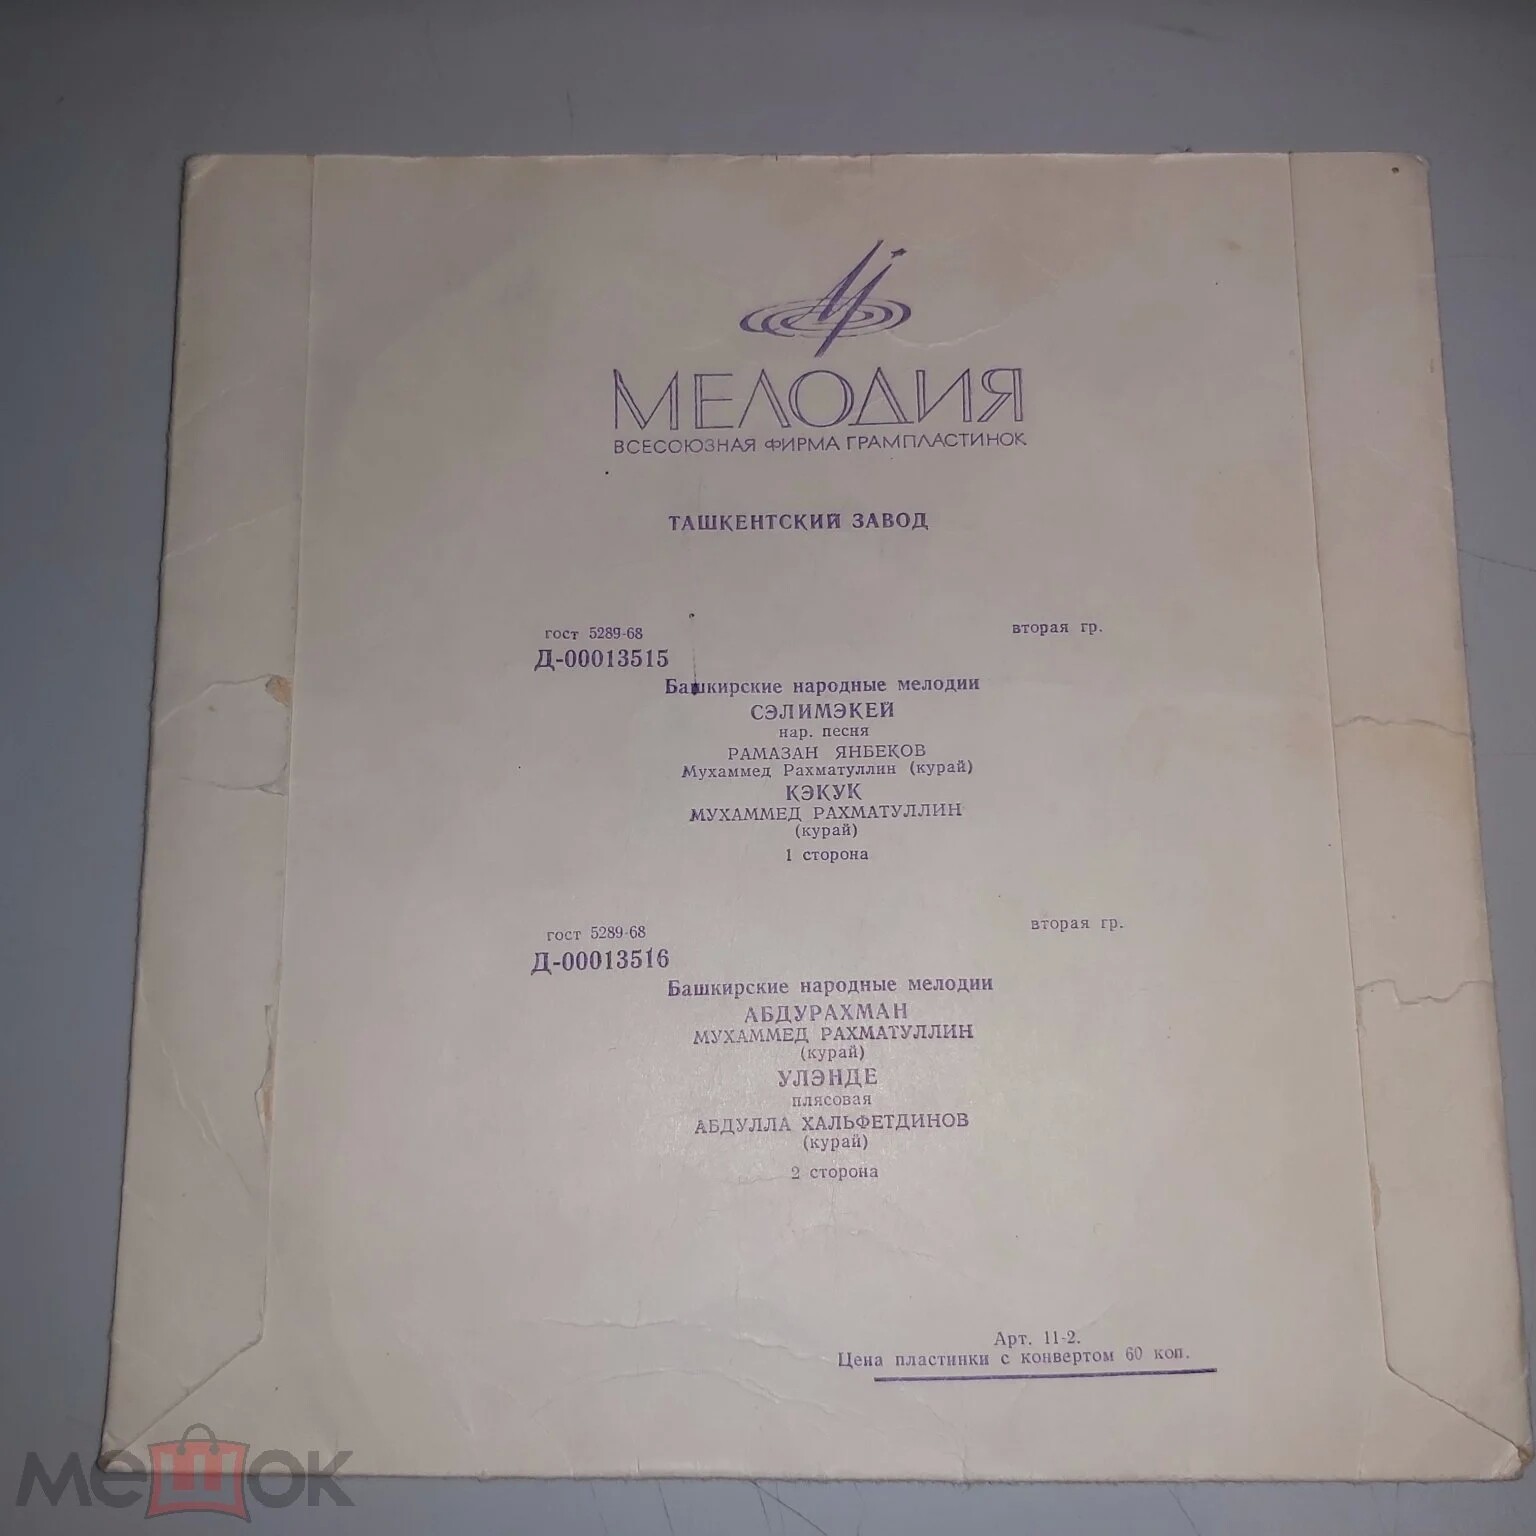 МЕЛОДИЯ
ВСЕСОЮЗНАЯ ФИРМА ГРАМПЛАСТИНОК
ТАШКЕНТСКИЙ ЗАВОД
гост 5289-68 вторая гр.
Д-00013515
Башкирские народные мелодии
СЭЛИМЭКЕЙ
нар. песня
РАМАЗАН ЯНБЕКОВ
Мухаммед Рахматуллин (курай)
КЭКУК
МУХАММЕД РАХМАТУЛЛИН
(курай)
1 сторона
гост 5289-68 вторая гр.
Д-00013516
Башкирские народные мелодии
АБДУРАХМАН
МУХАММЕД РАХМАТУЛЛИН
(курай)
УЛЭНДЕ
плясовая
АБДУЛЛА ХАЛЬФЕТДИНОВ
(курай)
2 сторона
Арт. 11-2.
Цена пластинки с конвертом 60 коп.
мешок